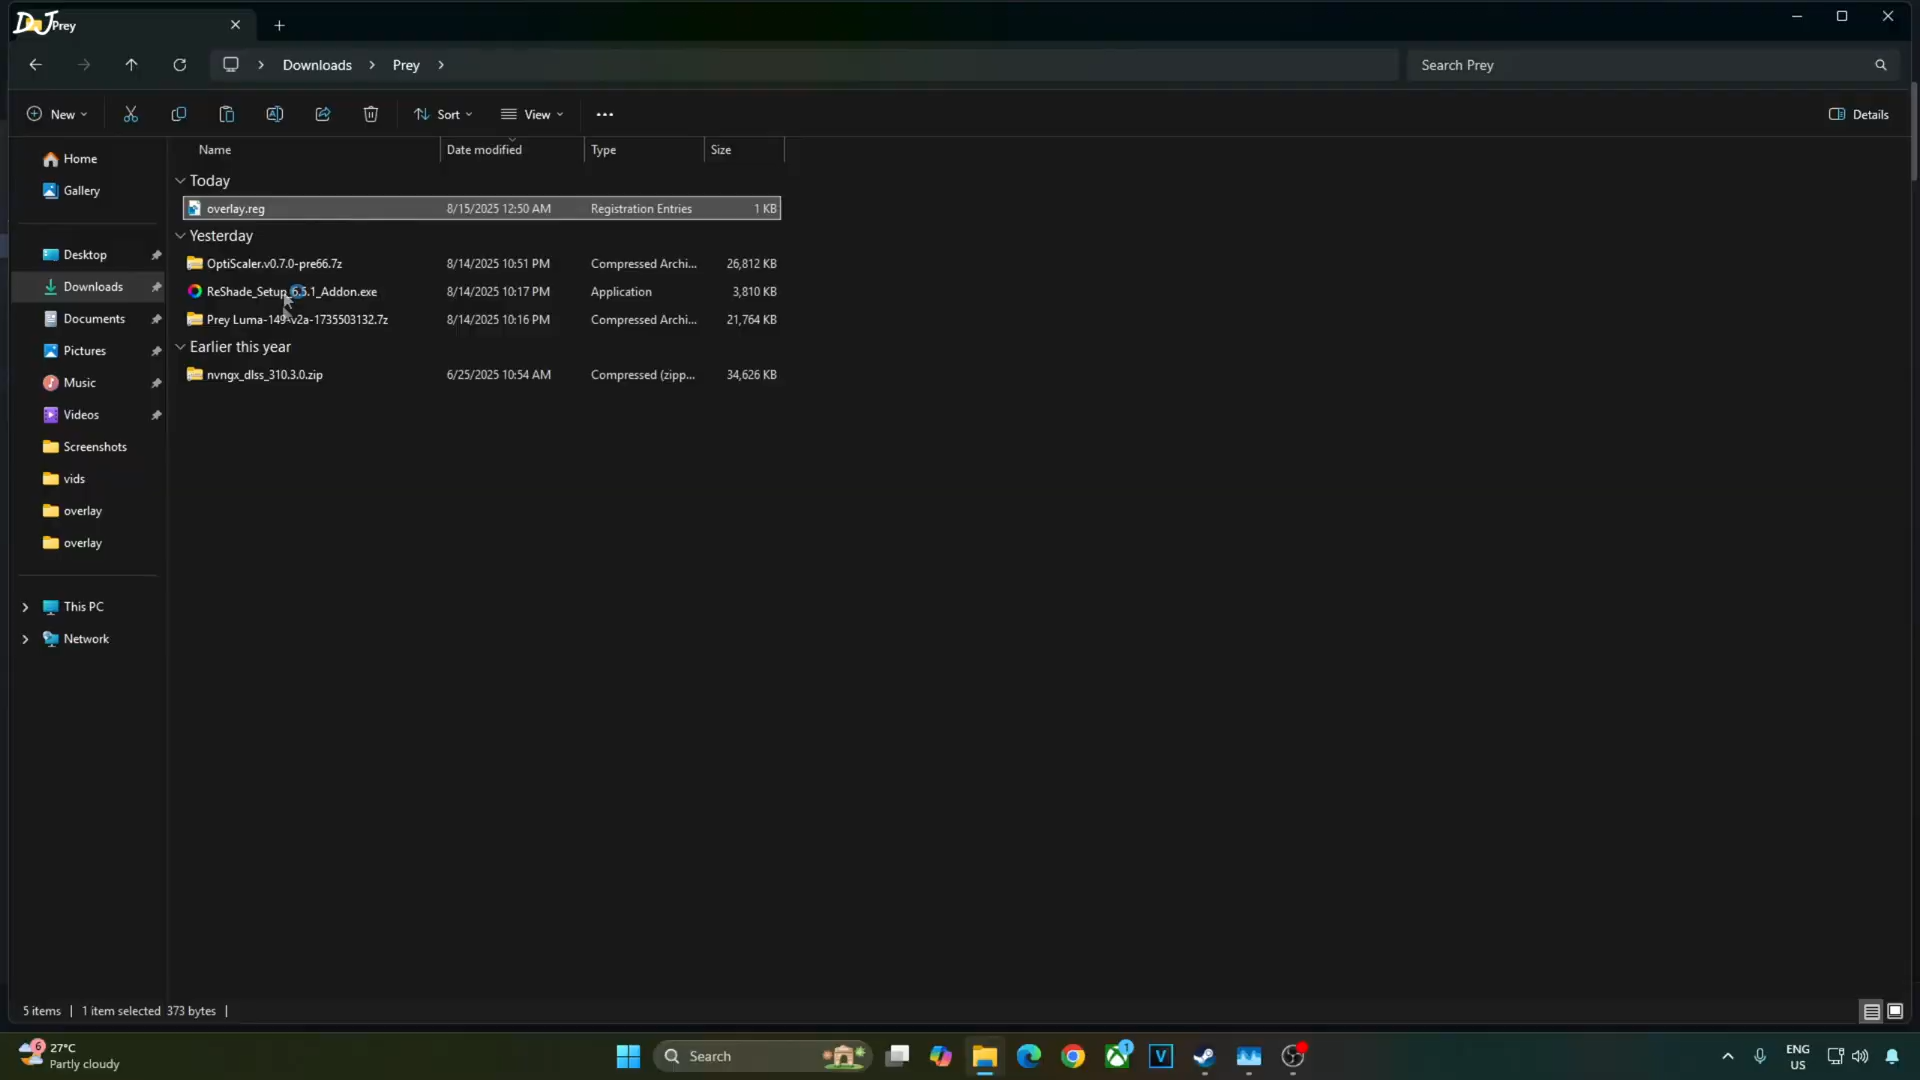 DJ Prey
Downloads > Prey >
Search Prey
New
Sort
View
Details
Name Date modified Type Size
Home
Gallery
Desktop
Downloads
Documents
Pictures
Music
Videos
Screenshots
vids
overlay
overlay
This PC
Network
Today
overlay.reg 8/15/2025 12:50 AM Registration Entries 1 KB
Yesterday
OptiScaler.v0.7.0-pre66.7z 8/14/2025 10:51 PM Compressed Archi... 26,812 KB
ReShade_Setup_6.5.1_Addon.exe 8/14/2025 10:17 PM Application 3,810 KB
Prey Luma-149-v2a-1735503132.7z 8/14/2025 10:16 PM Compressed Archi... 21,764 KB
Earlier this year
nvngx_dlss_310.3.0.zip 6/25/2025 10:54 AM Compressed (zipp... 34,626 KB
5 items | 1 item selected 373 bytes |
6
27°C
Partly cloudy
Search
1
V
ENG
US